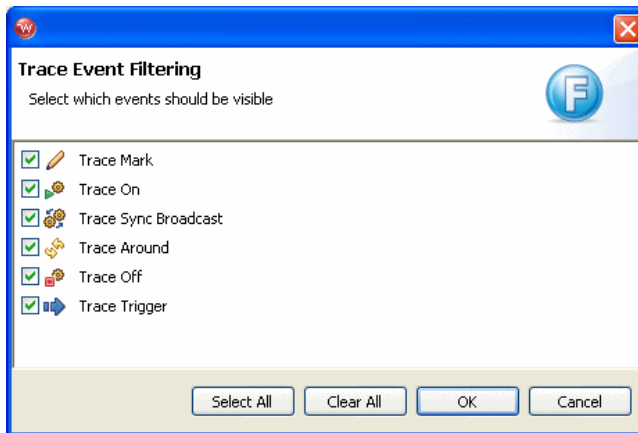 Trace Event Filtering
Select which events should be visible
F
Trace Mark
Trace On
Trace Sync Broadcast
Trace Around
Trace Off
Trace Trigger
Select All Clear All OK Cancel